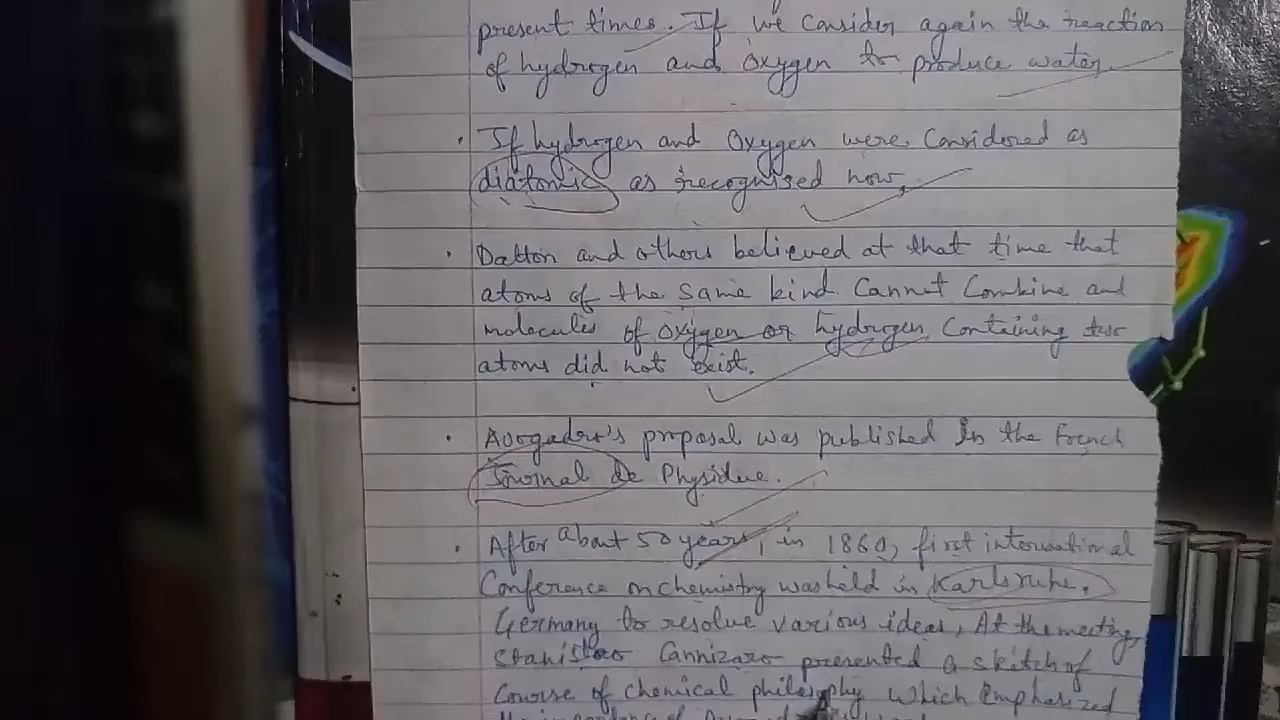 present times. If we consider again the reaction
of hydrogen and oxygen to produce water.
· If hydrogen and Oxygen were Considered as
diatomic as recognised now,
· Dalton and others believed at that time that
atoms of the same kind Cannot Combine and
molecules of oxygen or hydrogen Containing two
atoms did not exist.
· Avogadro's proposal was published In the French
Journal de Physidue.
· After about 50 years, in 1860, first international
Conference on chemistry was held in Karlsruhe,
Germany to resolve various ideas, At the meeting,
Cannizaro presented a sketch of
Course of chemical philosophy which Emphasized